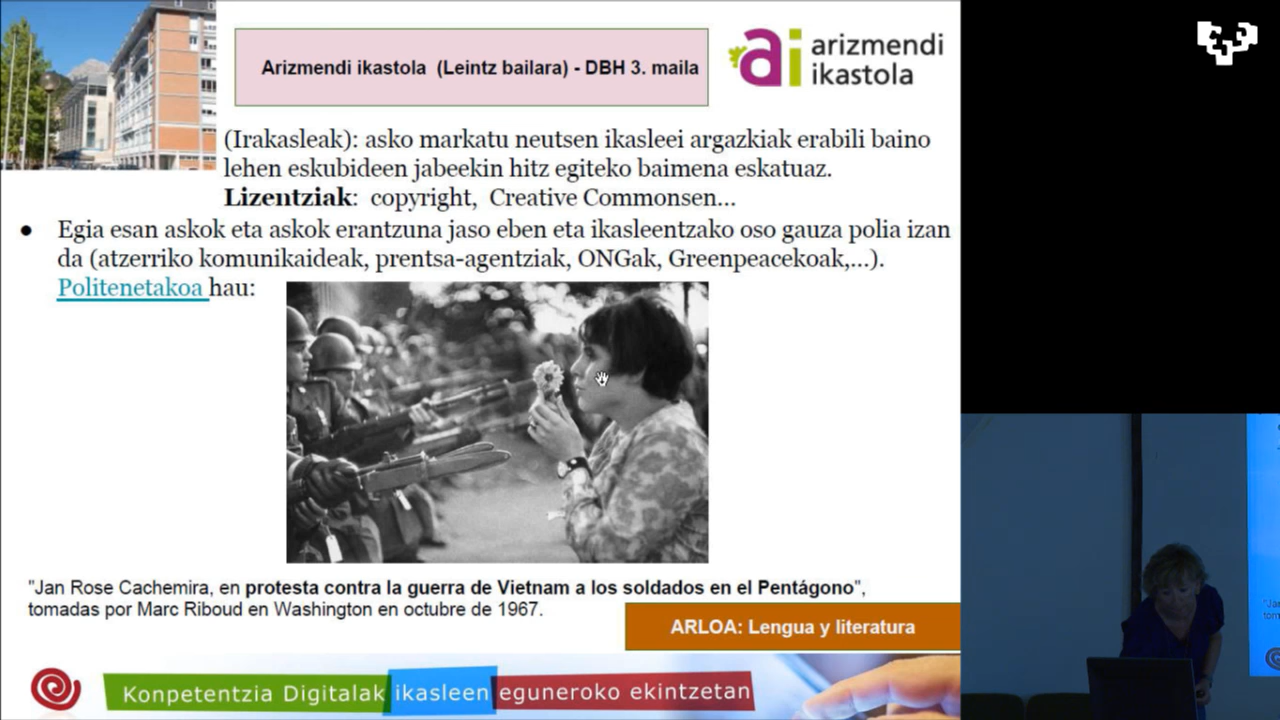 Arizmendi ikastola (Leintz bailara) - DBH 3. maila
ai arizmendi
ikastola
(Irakasleak): asko markatu neutsen ikasleei argazkiak erabili baino
lehen eskubideen jabeekin hitz egiteko baimena eskatuaz.
Lizentziak: copyright, Creative Commonsen...
● Egia esan askok eta askok erantzuna jaso eben eta ikasleentzako oso gauza polia izan
da (atzerriko komunikaideak, prentsa-agentziak, ONGak, Greenpeacekoak,...).
Politenetakoa hau:
"Jan Rose Cachemira, en protesta contra la guerra de Vietnam a los soldados en el Pentágono",
tomadas por Marc Riboud en Washington en octubre de 1967.
ARLOA: Lengua y literatura
Konpetentzia Digitalak ikasleen eguneroko ekintzetan